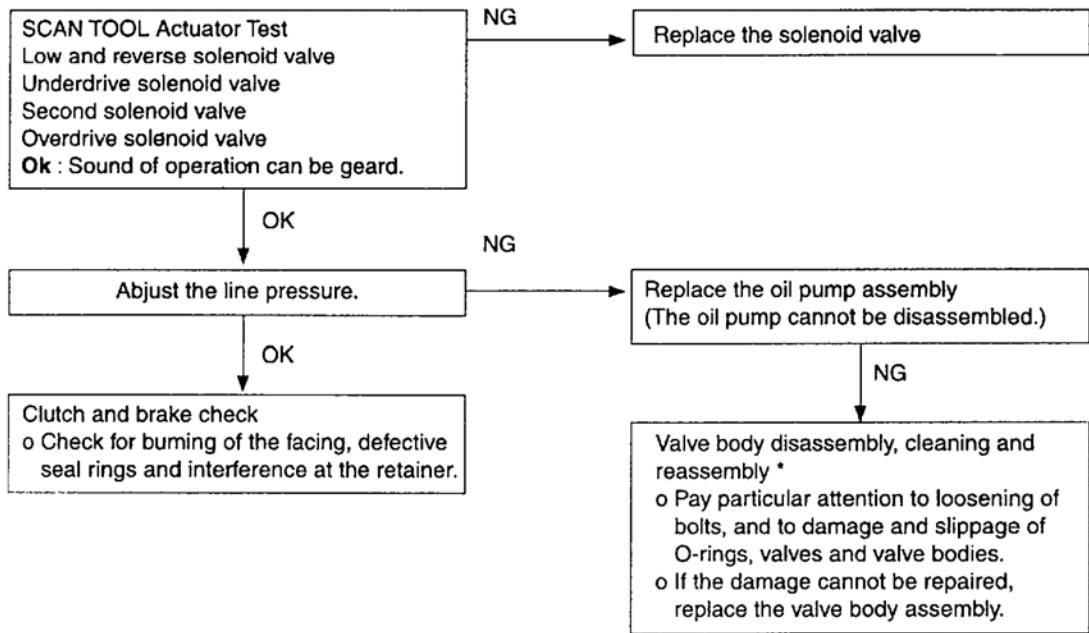 SCAN TOOL Actuator Test
Low and reverse solenoid valve
Underdrive solenoid valve
Second solenoid valve
Overdrive solenoid valve
Ok : Sound of operation can be geard.
NG
Replace the solenoid valve
OK
Adjust the line pressure.
NG
Replace the oil pump assembly
(The oil pump cannot be disassembled.)
OK
NG
Clutch and brake check
o Check for burning of the facing, defective
seal rings and interference at the retainer.
Valve body disassembly, cleaning and
reassembly *
o Pay particular attention to loosening of
bolts, and to damage and slippage of
O-rings, valves and valve bodies.
o If the damage cannot be repaired,
replace the valve body assembly.